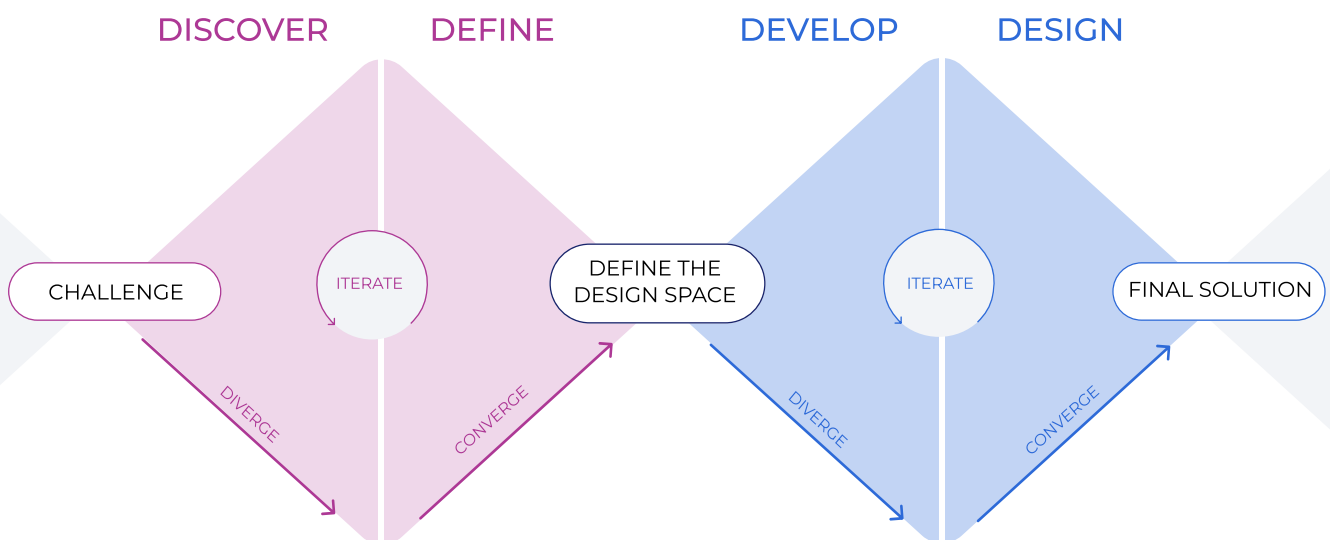 DISCOVER
DEFINE
DEVELOP
DESIGN
CHALLENGE
ITERATE
DEFINE THE
DESIGN SPACE
ITERATE
FINAL SOLUTION
DIVERGE
CONVERGE
DIVERGE
CONVERGE